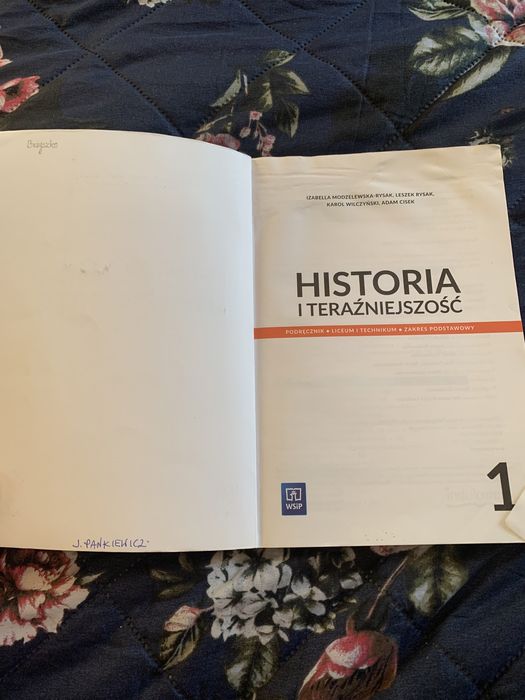 Brzyszko
IZABELLA MODZELEWSKA-RYSAK, LESZEK RYSAK,
KAROL WILCZYŃSKI, ADAM CISEK
HISTORIA
I TERAŹNIEJSZOŚĆ
PODRĘCZNIK • LICEUM I TECHNIKUM • ZAKRES PODSTAWOWY
WSiP
1
J. PANKIEWICZ